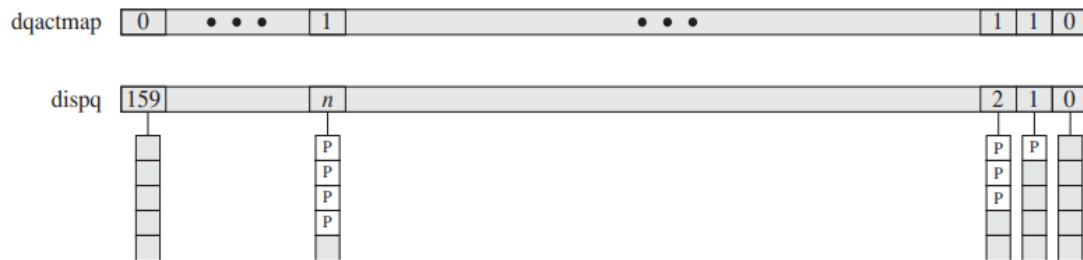 dqactmap 0 • • • 1 • • • 1 1 0
dispq 159 n 2 1 0
P P P
P P
P P
P